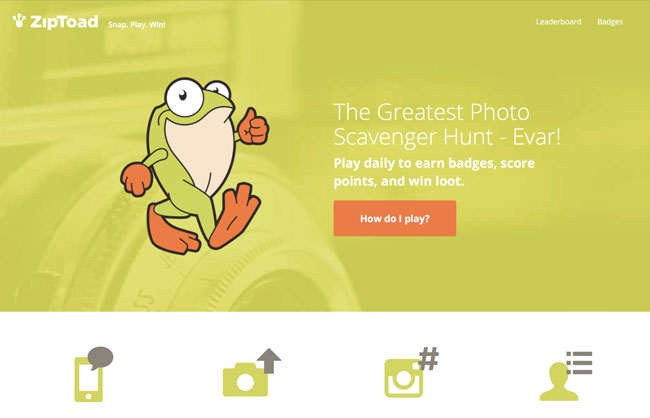 ZipToad Snap. Play. Win! Leaderboard Badges
The Greatest Photo
Scavenger Hunt - Evar!
Play daily to earn badges, score
points, and win loot.
How do I play?
#